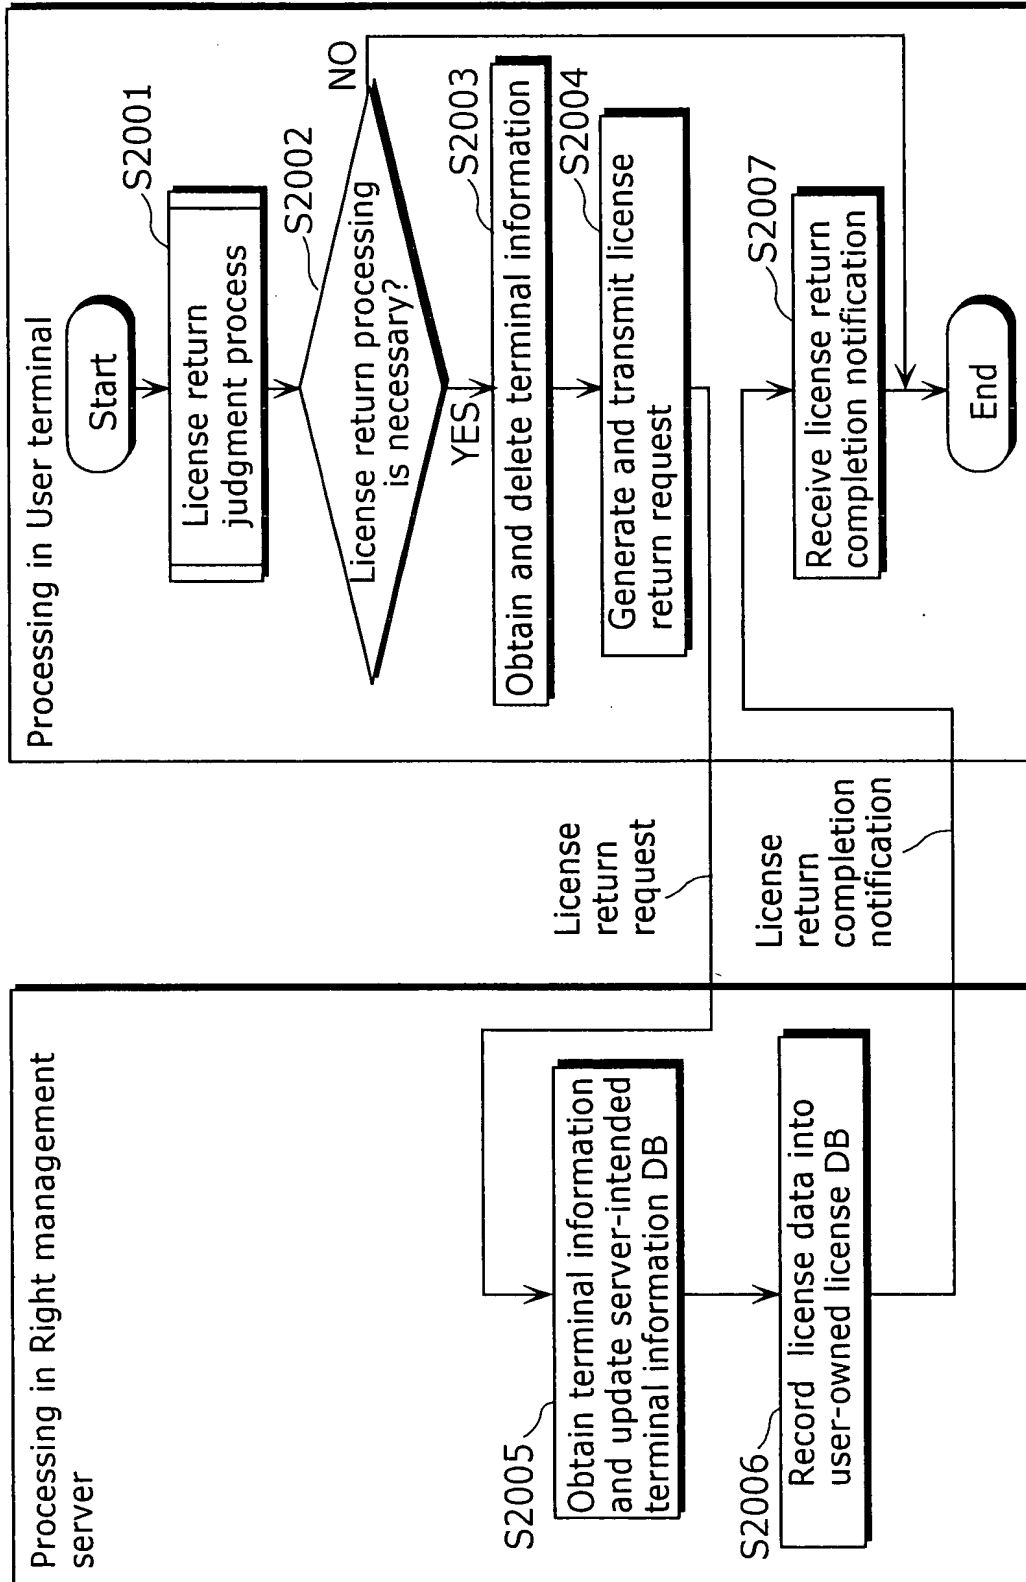 Processing in Right management
server
S2005
Obtain terminal information
and update server-intended
terminal information DB
S2006
Record license data into
user-owned license DB
License
return
request
License
return
completion
notification
Processing in User terminal
Start
S2001
License return
judgment process
S2002
License return processing
is necessary?
NO
YES
S2003
Obtain and delete terminal information
S2004
Generate and transmit license
return request
S2007
Receive license return
completion notification
End